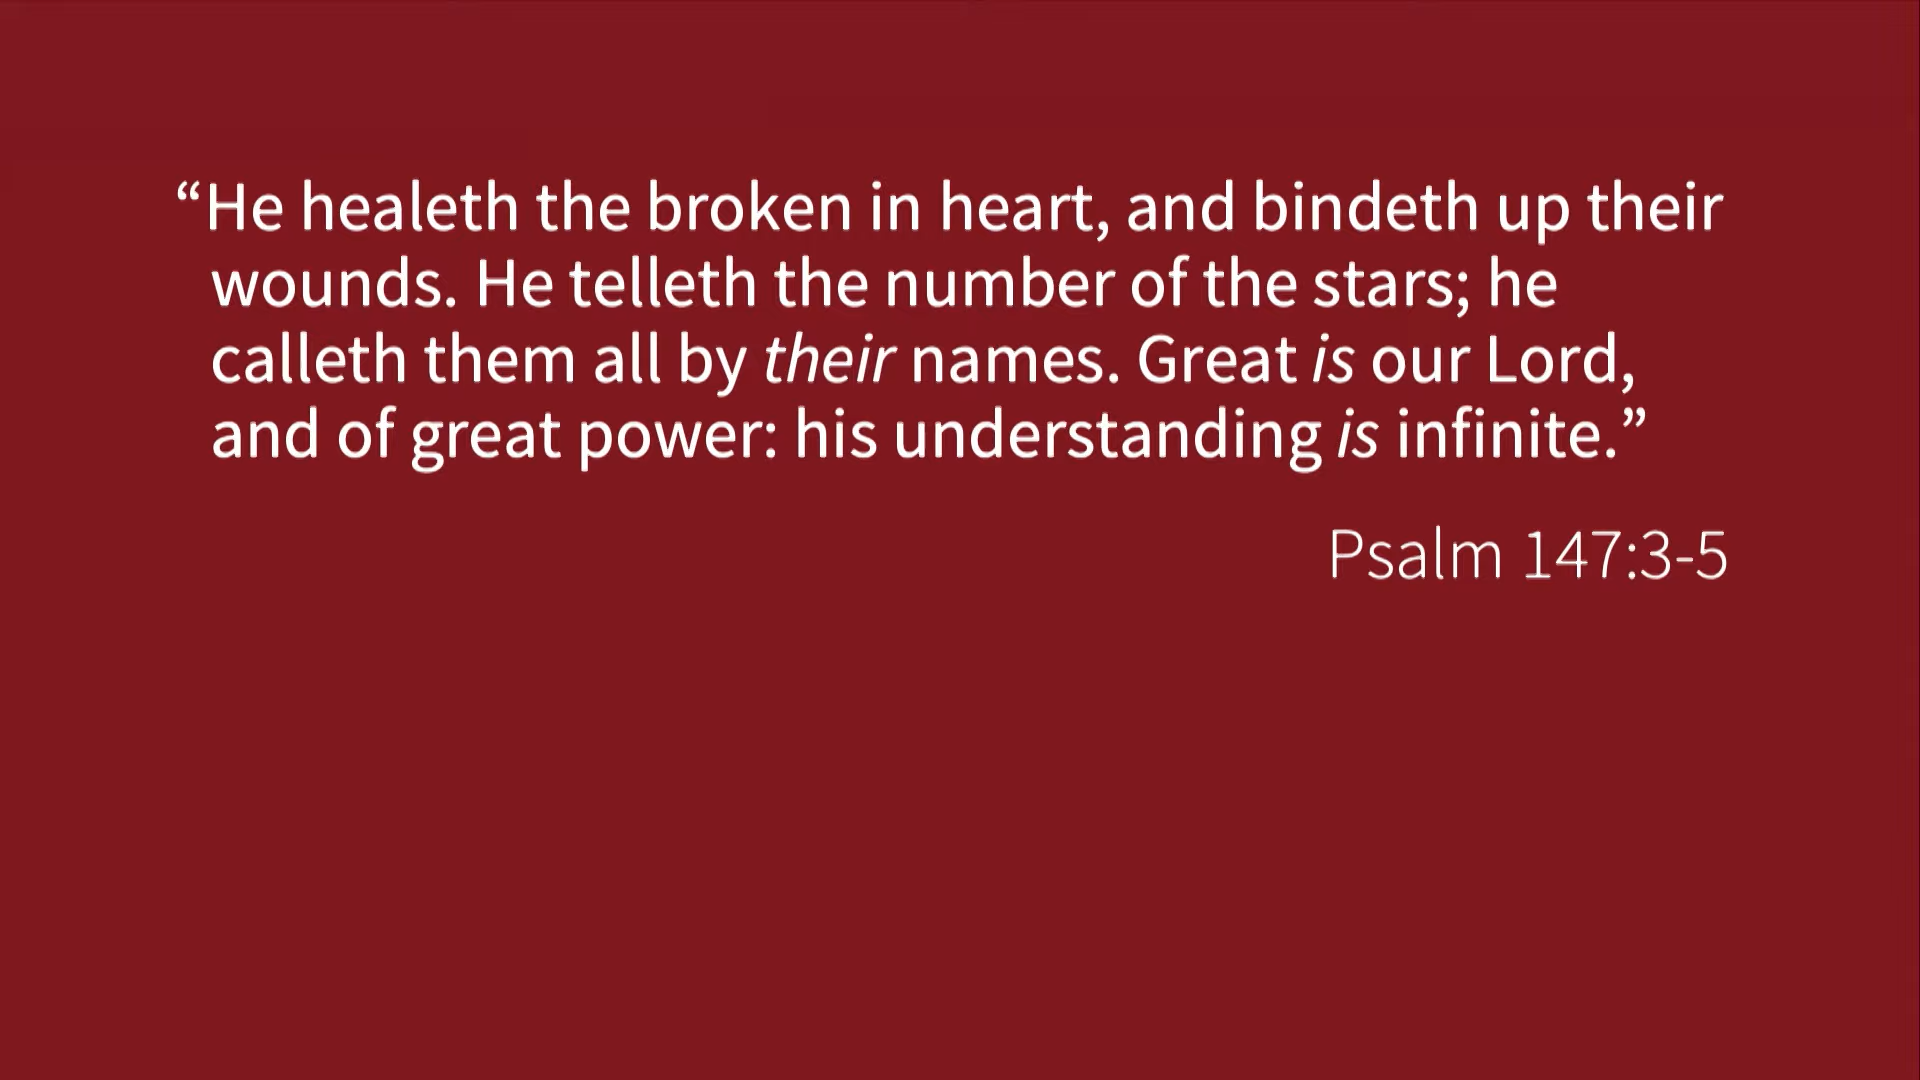 “He healeth the broken in heart, and bindeth up their
wounds. He telleth the number of the stars; he
calleth them all by their names. Great is our Lord,
and of great power: his understanding is infinite.”
Psalm 147:3-5